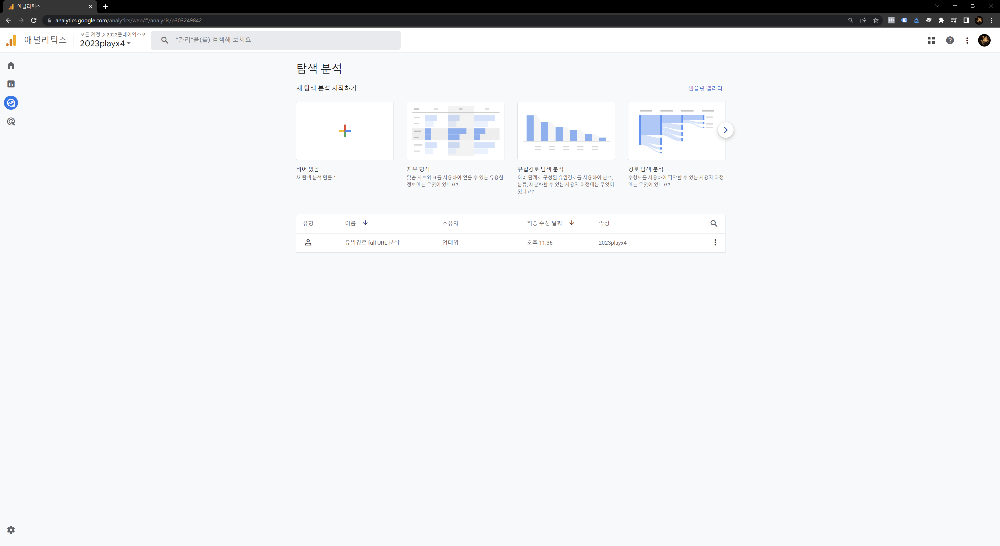 애널리틱스
analytics.google.com/analytics/web/#/analysis/p303249842
애널리틱스
모든 계정 > 2023플레이엑스포
2023playx4
"관리"을(를) 검색해 보세요
탐색 분석
새 탐색 분석 시작하기
템플릿 갤러리
비어 있음
새 탐색 분석 만들기
자유 형식
맞춤 차트와 표를 사용하여 얻을 수 있는 유용한
정보에는 무엇이 있나요?
유입경로 탐색 분석
여러 단계로 구성된 유입경로를 사용하여 분석,
분류, 세분화할 수 있는 사용자 여정에는 무엇이
있나요?
경로 탐색 분석
수형도를 사용하여 파악할 수 있는 사용자 여정
에는 무엇이 있나요?
유형 이름 소유자 최종 수정 날짜 속성
유입경로 full URL 분석 엄태영 오후 11:36 2023playx4